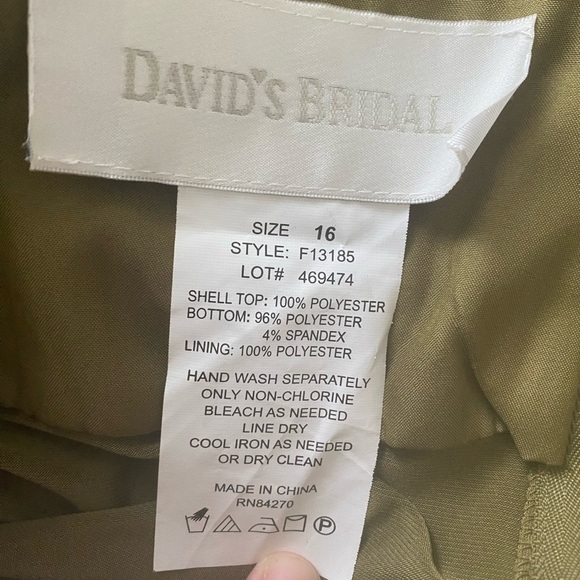 DAVID'S BRIDAL
SIZE 16
STYLE: F13185
LOT# 469474
SHELL TOP: 100% POLYESTER
BOTTOM: 96% POLYESTER
4% SPANDEX
LINING: 100% POLYESTER
HAND WASH SEPARATELY
ONLY NON-CHLORINE
BLEACH AS NEEDED
LINE DRY
COOL IRON AS NEEDED
OR DRY CLEAN
MADE IN CHINA
RN84270
P